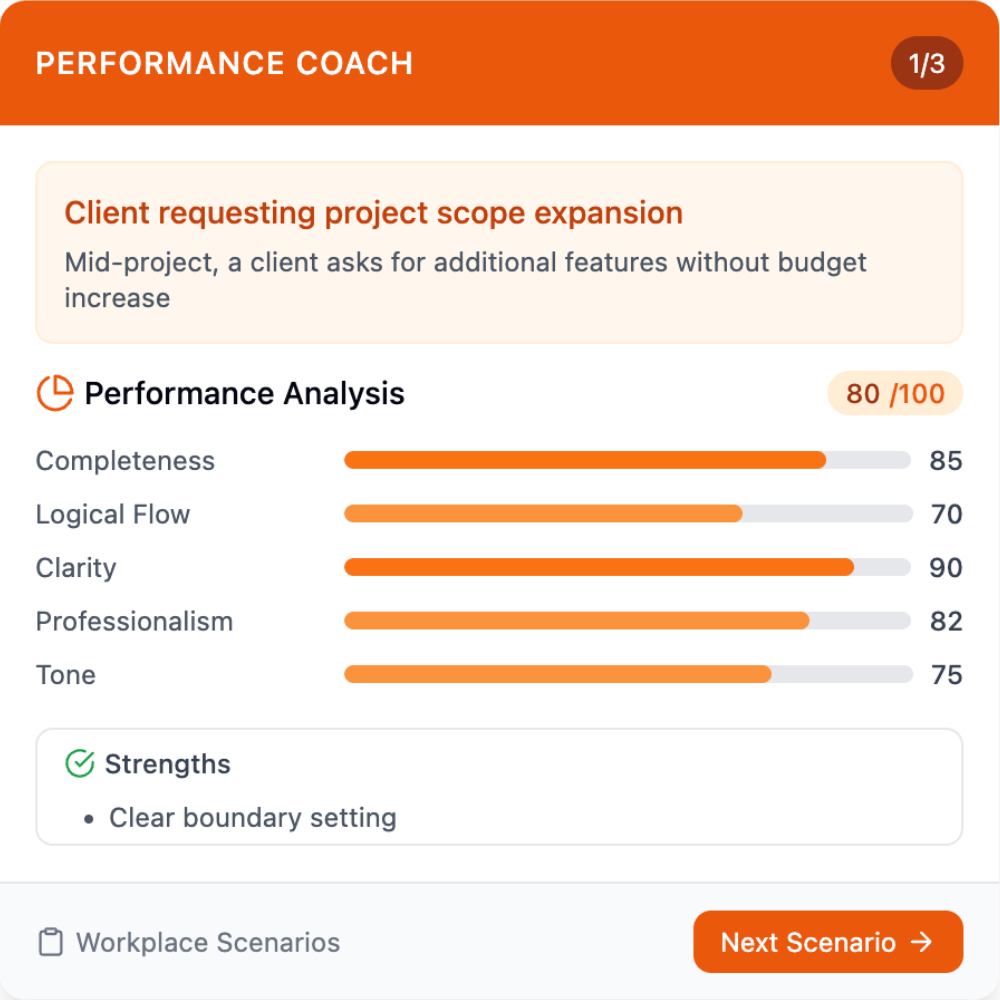 PERFORMANCE COACH
1/3
Client requesting project scope expansion
Mid-project, a client asks for additional features without budget
increase
Performance Analysis
80 /100
Completeness 85
Logical Flow 70
Clarity 90
Professionalism 82
Tone 75
Strengths
• Clear boundary setting
Workplace Scenarios
Next Scenario →